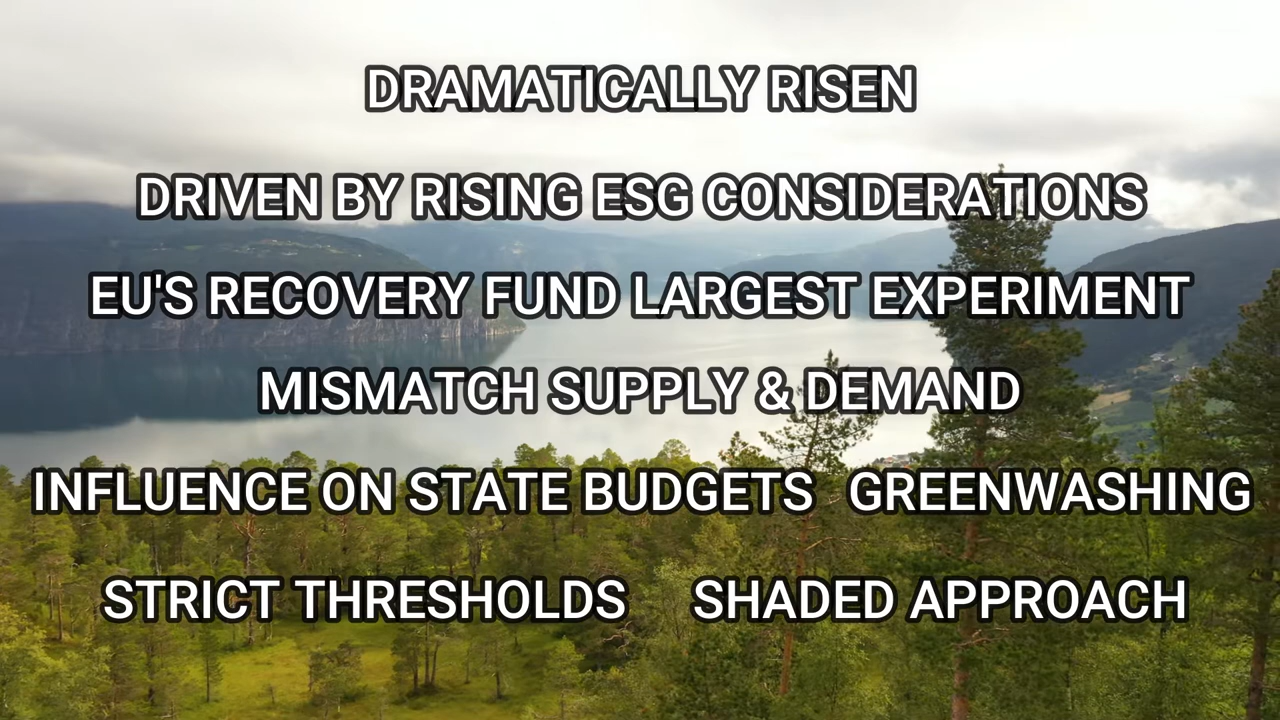 DRAMATICALLY RISEN
DRIVEN BY RISING ESG CONSIDERATIONS
EU'S RECOVERY FUND LARGEST EXPERIMENT
MISMATCH SUPPLY & DEMAND
INFLUENCE ON STATE BUDGETS GREENWASHING
STRICT THRESHOLDS SHADED APPROACH